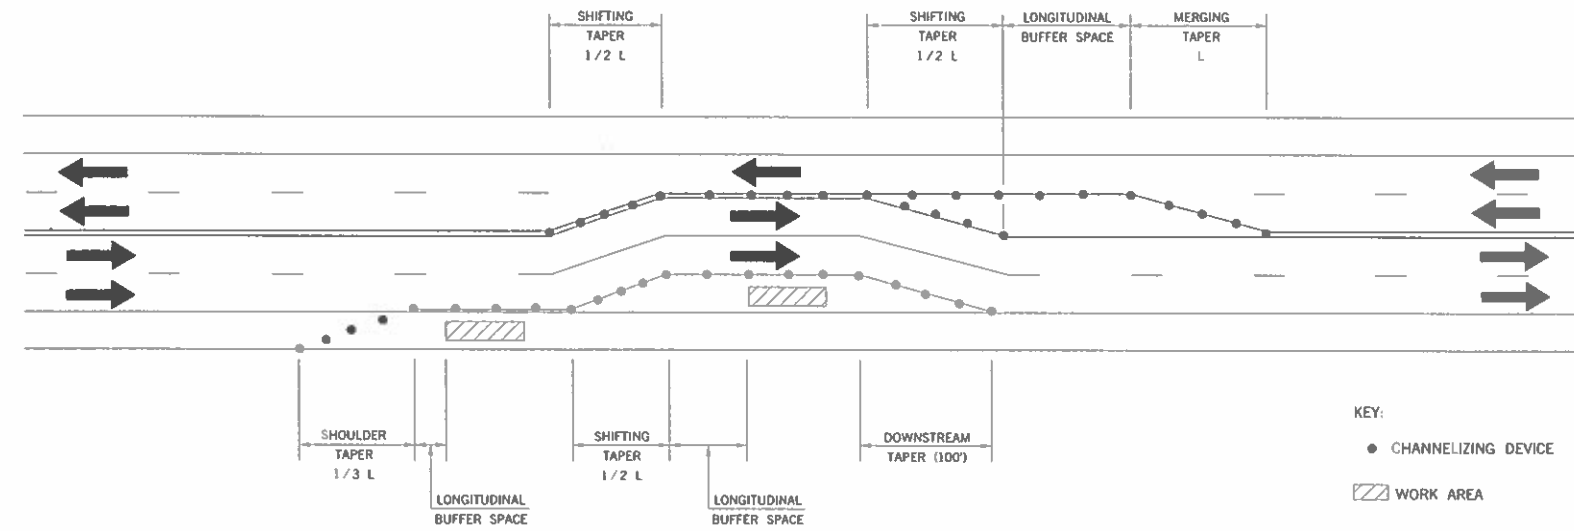 SHIFTING
TAPER
1/2 L
SHIFTING
TAPER
1/2 L
LONGITUDINAL
BUFFER SPACE
MERGING
TAPER
L
SHOULDER
TAPER
1/3 L
LONGITUDINAL
BUFFER SPACE
SHIFTING
TAPER
1/2 L
LONGITUDINAL
BUFFER SPACE
DOWNSTREAM
TAPER (100')
KEY:
CHANNELIZING DEVICE
WORK AREA